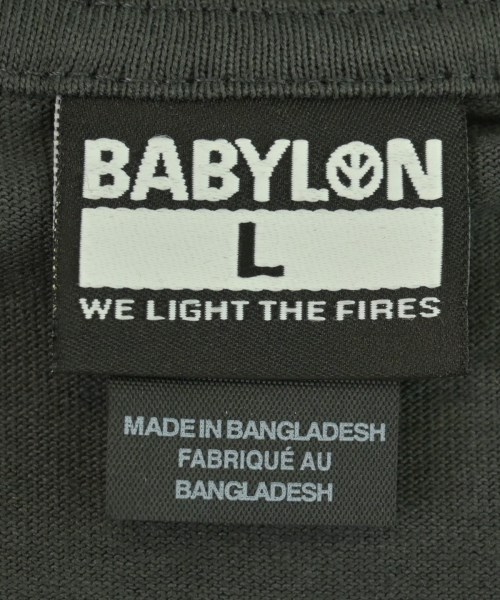 BABYLON
L
WE LIGHT THE FIRES
MADE IN BANGLADESH
FABRIQUÉ AU
BANGLADESH